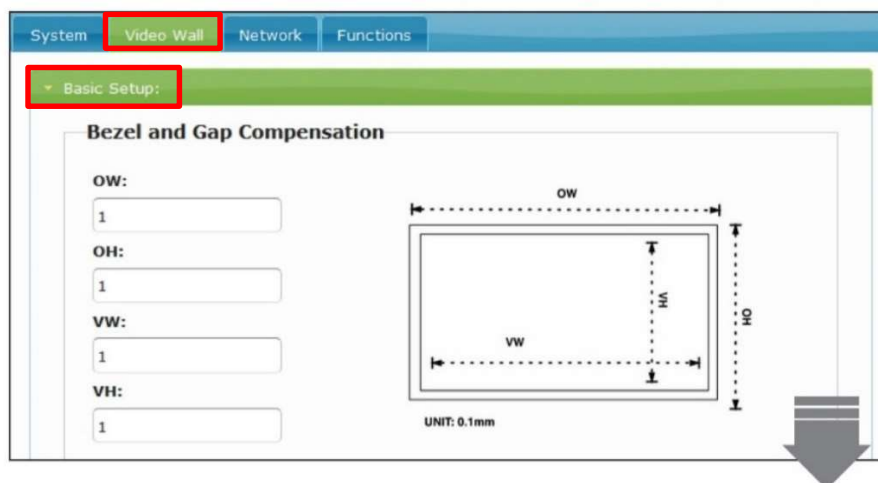 System Video Wall Network Functions
Basic Setup:
Bezel and Gap Compensation
OW:
1
OH:
1
VW:
1
VH:
1
OW
VH
OH
VW
UNIT: 0.1mm